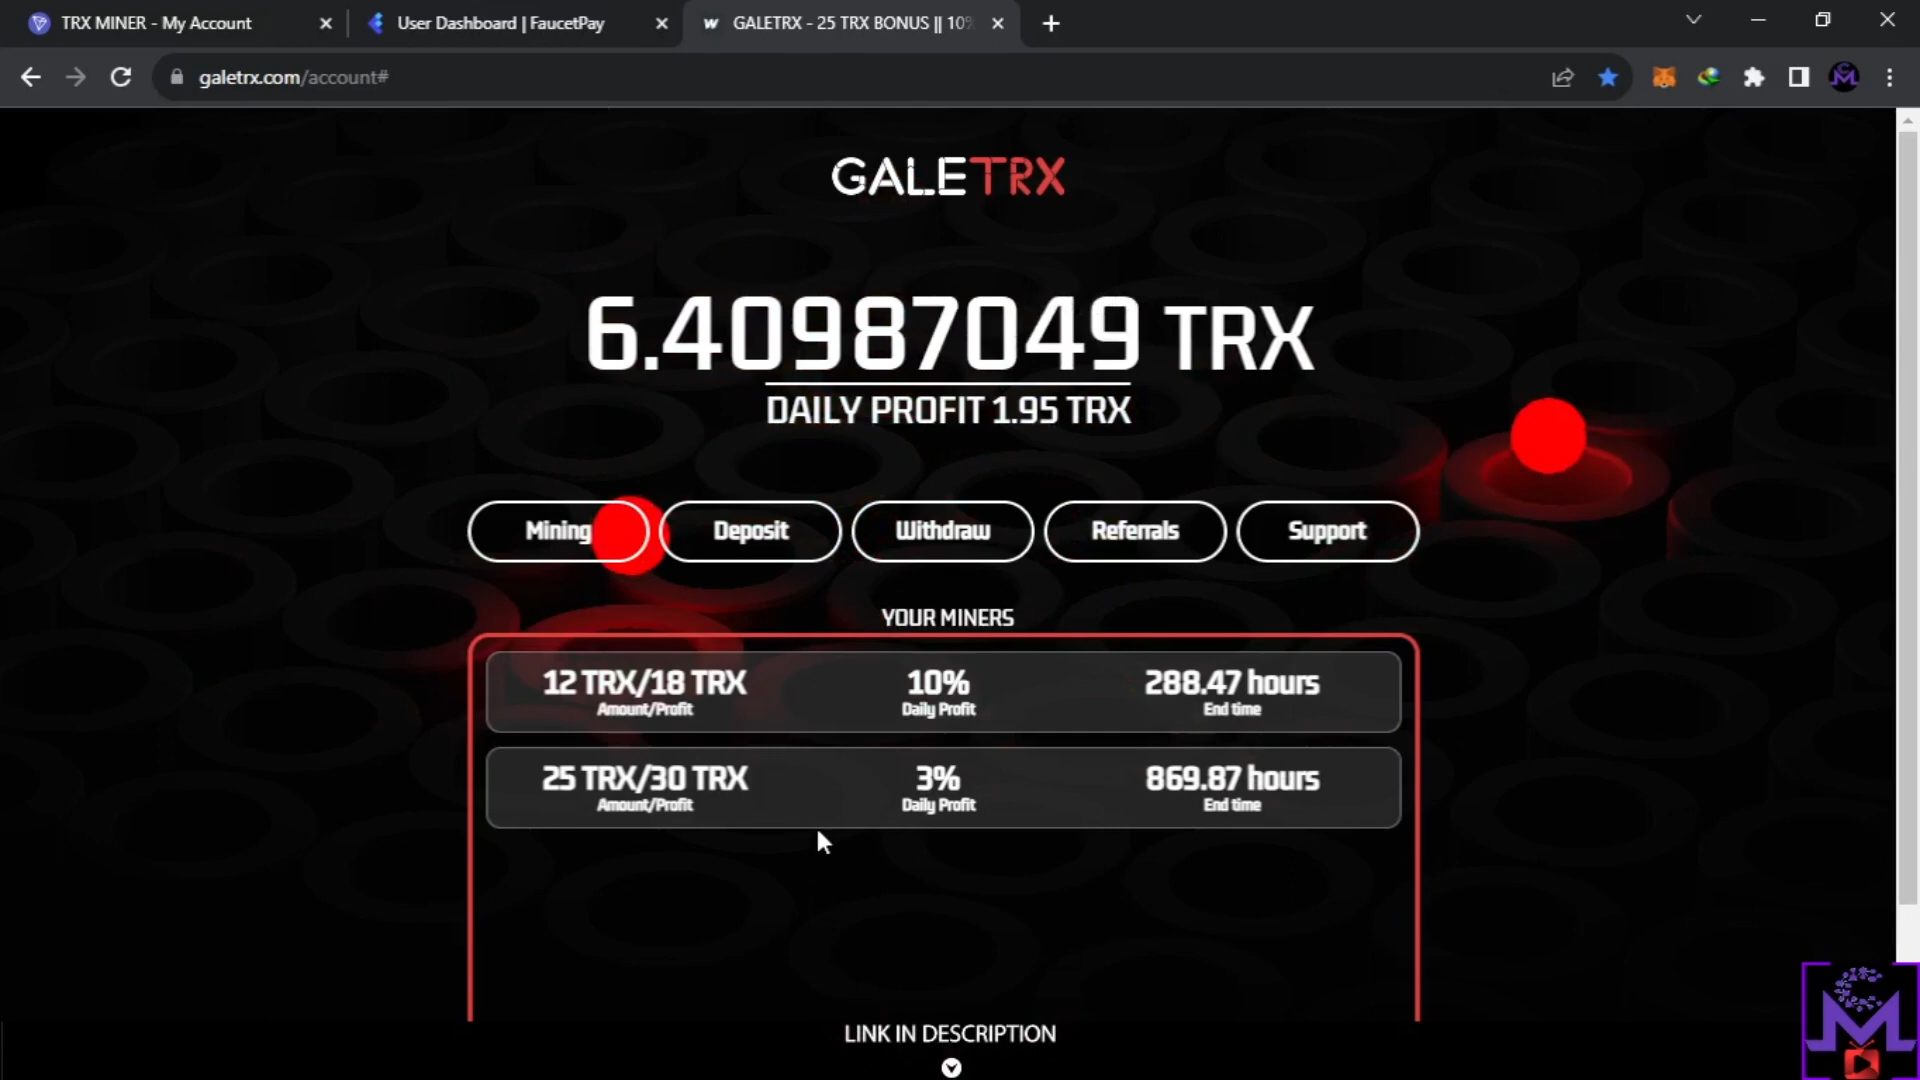 TRX MINER - My Account
User Dashboard | FaucetPay
GALETRX - 25 TRX BONUS || 10%
galetrx.com/account#
GALETRX
6.40987049 TRX
DAILY PROFIT 1.95 TRX
Mining
Deposit
Withdraw
Referrals
Support
YOUR MINERS
12 TRX/18 TRX
Amount/Profit
10%
Daily Profit
288.47 hours
End time
25 TRX/30 TRX
Amount/Profit
3%
Daily Profit
869.87 hours
End time
LINK IN DESCRIPTION